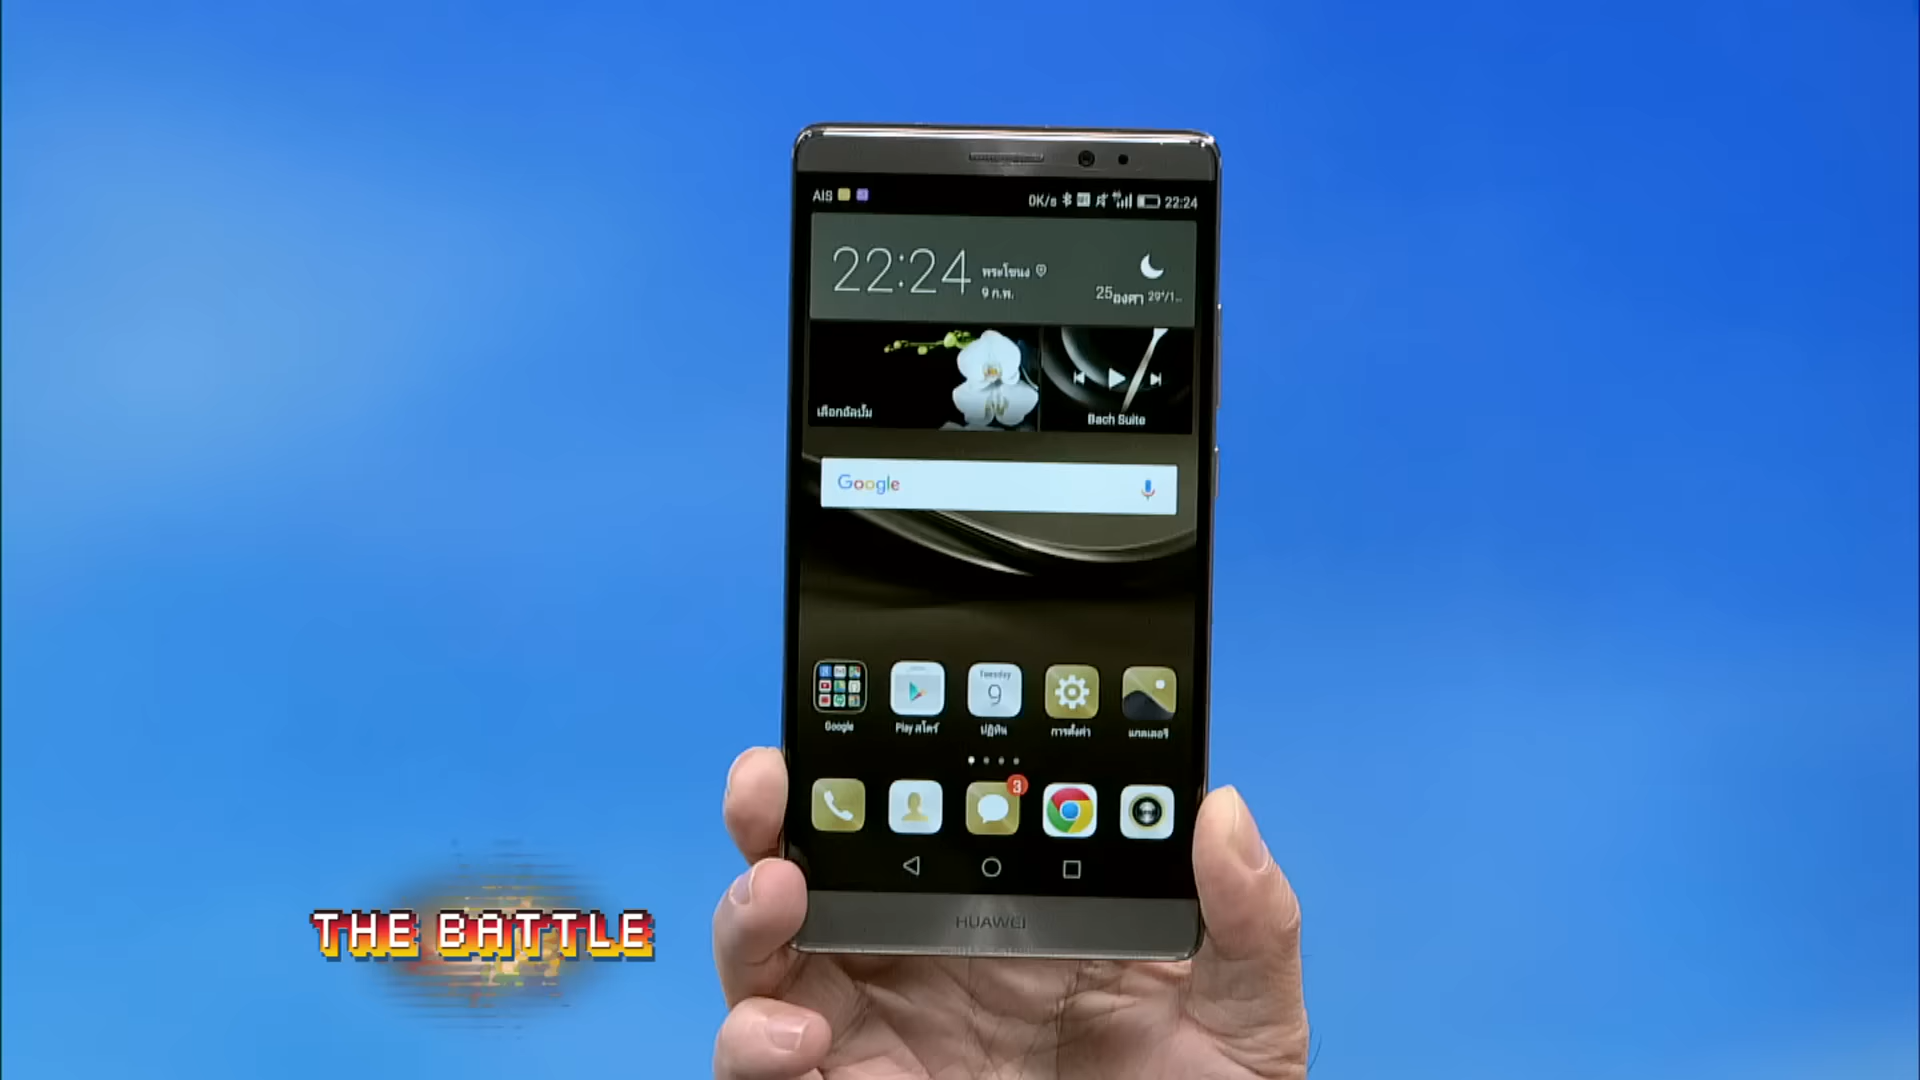 AIS
0K/s 22:24
22:24
พระโขนง
9 ก.พ.
25องศา 29°/1...
เลือกอัลบั้ม
Bach Suite
Google
Tuesday
9
Google
Play สโตร์
ปฏิทิน
การตั้งค่า
แกลเลอรี
3
HUAWEI
THE BATTLE